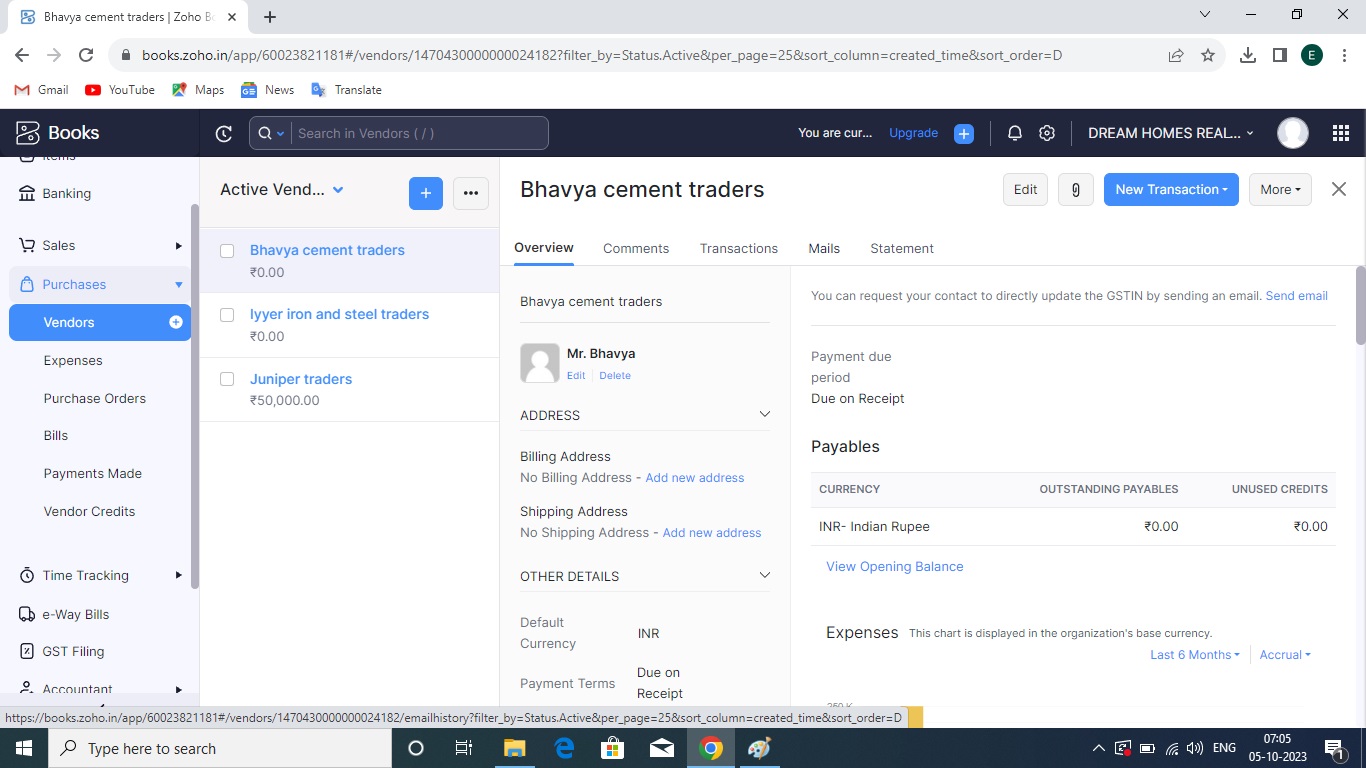 Bhavya cement traders | Zoho B
books.zoho.in/app/60023821181#/vendors/1470430000000024182?filter_by=Status.Active&per_page=25&sort_column=created_time&sort_order=D
E
Gmail YouTube Maps News Translate
Books
Search in Vendors ( / )
You are cur... Upgrade
DREAM HOMES REAL...
Items
Banking
Sales
Purchases
Vendors
Expenses
Purchase Orders
Bills
Payments Made
Vendor Credits
Time Tracking
e-Way Bills
GST Filing
Accountant
Active Vend...
+
Bhavya cement traders
₹0.00
Iyyer iron and steel traders
₹0.00
Juniper traders
₹50,000.00
Bhavya cement traders
Edit
New Transaction
More
Overview Comments Transactions Mails Statement
Bhavya cement traders
Mr. Bhavya
Edit Delete
ADDRESS
Billing Address
No Billing Address - Add new address
Shipping Address
No Shipping Address - Add new address
OTHER DETAILS
Default
Currency
INR
Payment Terms
Due on
Receipt
You can request your contact to directly update the GSTIN by sending an email. Send email
Payment due
period
Due on Receipt
Payables
CURRENCY OUTSTANDING PAYABLES UNUSED CREDITS
INR- Indian Rupee ₹0.00 ₹0.00
View Opening Balance
Expenses This chart is displayed in the organization's base currency.
Last 6 Months Accrual
250 K
https://books.zoho.in/app/60023821181#/vendors/1470430000000024182/emailhistory?filter_by=Status.Active&per_page=25&sort_column=created_time&sort_order=D
Type here to search
ENG
07:05
05-10-2023
1